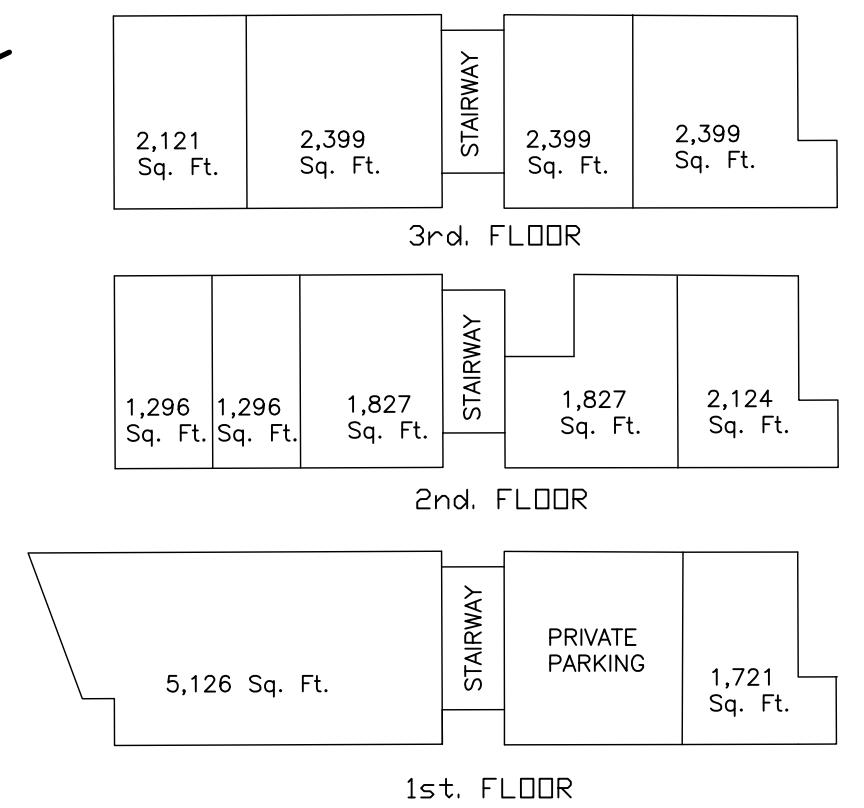 2,121
Sq. Ft.
2,399
Sq. Ft.
STAIRWAY
2,399
Sq. Ft.
2,399
Sq. Ft.
3rd. FLOOR
1,296
Sq. Ft.
1,296
Sq. Ft.
1,827
Sq. Ft.
STAIRWAY
1,827
Sq. Ft.
2,124
Sq. Ft.
2nd. FLOOR
5,126 Sq. Ft.
STAIRWAY
PRIVATE
PARKING
1,721
Sq. Ft.
1st. FLOOR